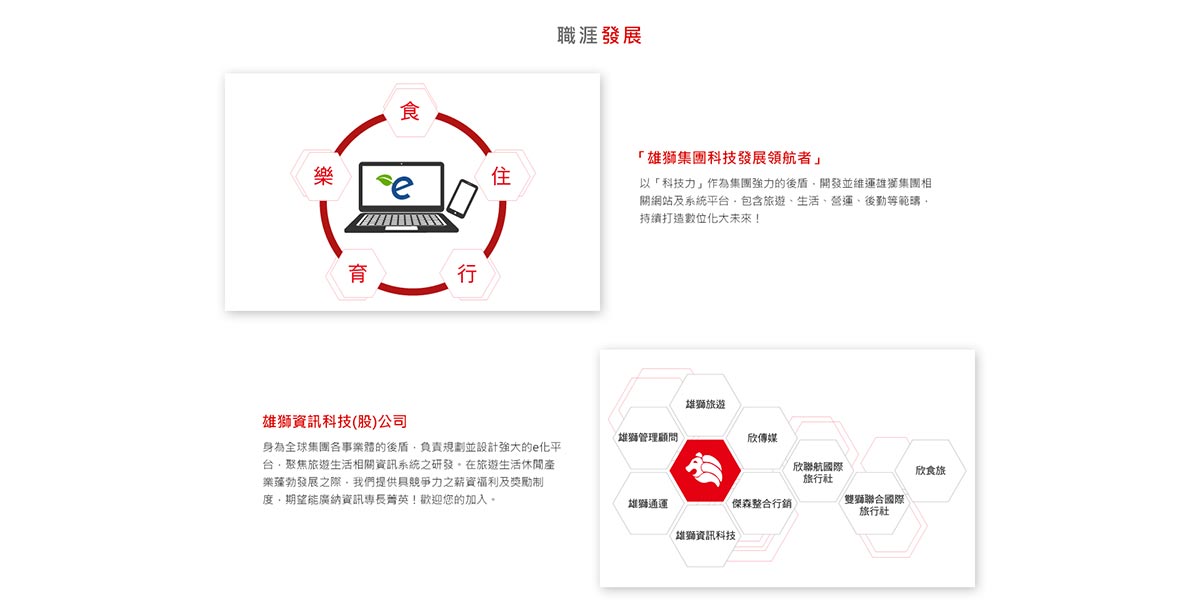 職涯發展
食
樂
住
e
育
行
「雄獅集團科技發展領航者」
以「科技力」作為集團強力的後盾，開發並維運雄獅集團相
關網站及系統平台，包含旅遊、生活、營運、後勤等範疇，
持續打造數位化大未來！
雄獅資訊科技(股)公司
身為全球集團各事業體的後盾，負責規劃並設計強大的e化平
台，聚焦旅遊生活相關資訊系統之研發。在旅遊生活休閒產
業蓬勃發展之際，我們提供具競爭力之薪資福利及獎勵制
度，期望能廣納資訊專長菁英！歡迎您的加入。
雄獅旅遊
雄獅管理顧問
欣傳媒
欣聯航國際
旅行社
欣食旅
雄獅通運
傑森整合行銷
雙獅聯合國際
旅行社
雄獅資訊科技